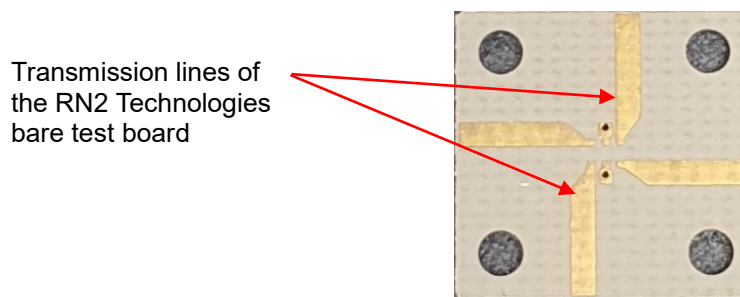 Transmission lines of
the RN2 Technologies
bare test board